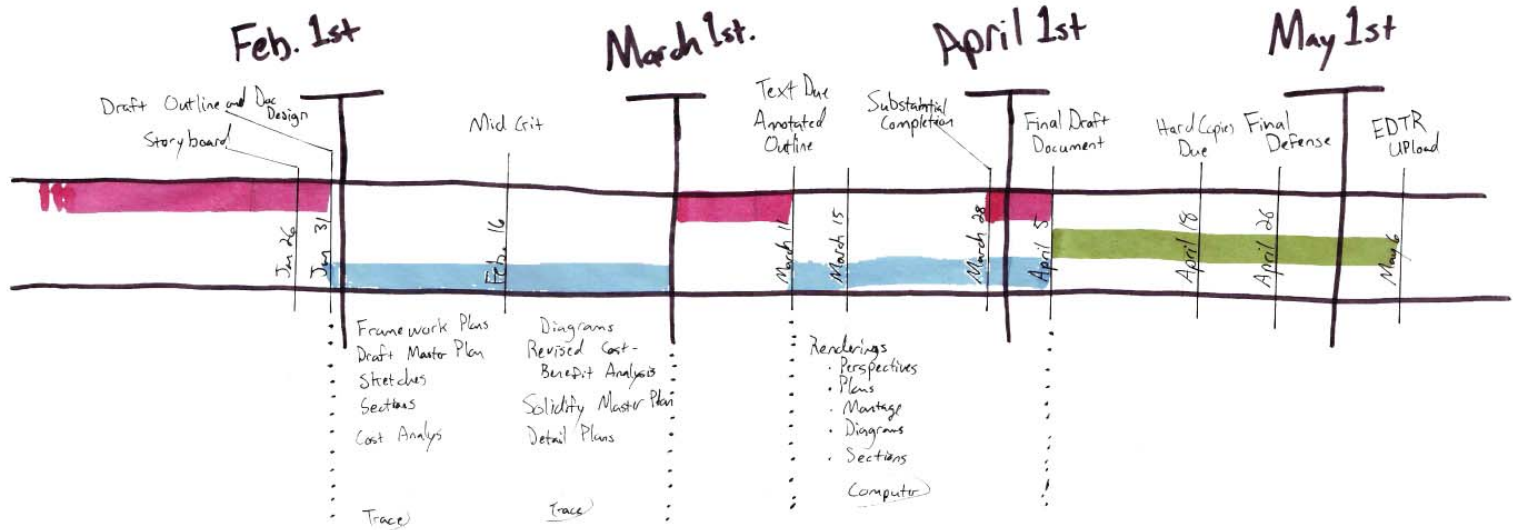 Feb. 1st
March 1st.
April 1st
May 1st
Draft Outline and Doc
Design
Storyboard
Mid Crit
Text Due
Annotated
Outline
Substantial
Completion
Final Draft
Document
Hard Copies
Due
Final
Defense
EDTR
Upload
Jan 26
Jan 31
Feb. 16
March 11
March 15
March 28
April 5
April 18
April 26
May 6
Framework Plans
Draft Master Plan
Sketches
Sections
Cost Analys
Trace
Diagrams
Revised Cost-
Benefit Analysis
Solidify Master Plan
Detail Plans
Trace
Renderings
· Perspectives
· Plans
· Montage
· Diagrams
· Sections
Computer